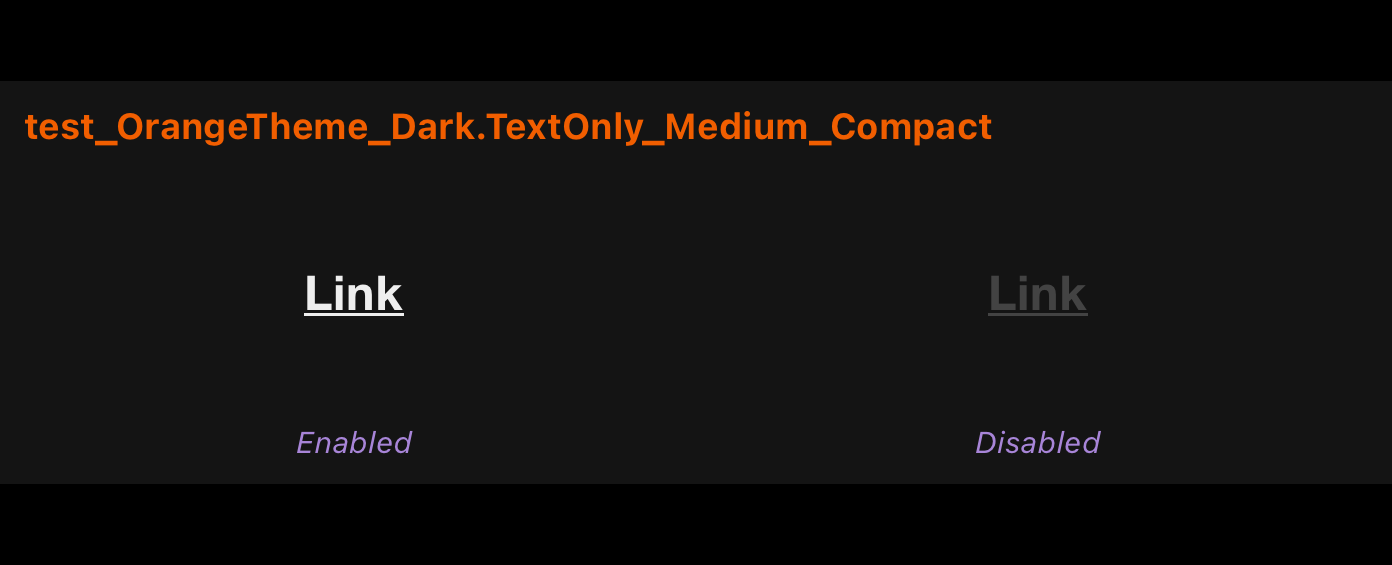 test_OrangeTheme_Dark.TextOnly_Medium_Compact
Link
Link
Enabled
Disabled